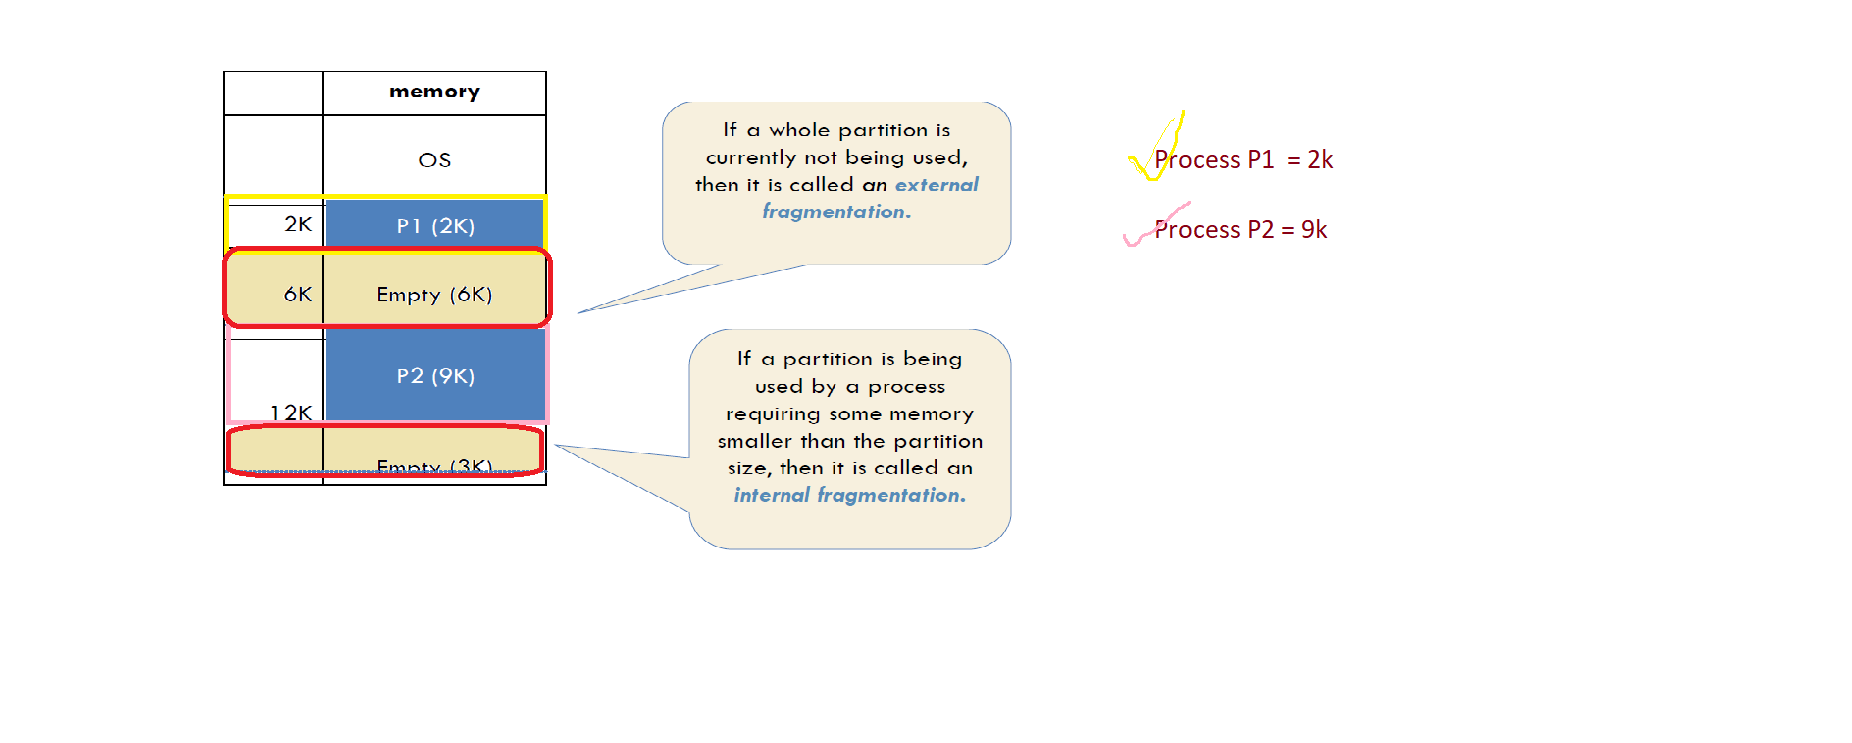 memory
OS
2K
P1 (2K)
6K
Empty (6K)
P2 (9K)
12K
Empty (3K)
If a whole partition is
currently not being used,
then it is called an external
fragmentation.
If a partition is being
used by a process
requiring some memory
smaller than the partition
size, then it is called an
internal fragmentation.
Process P1 = 2k
Process P2 = 9k